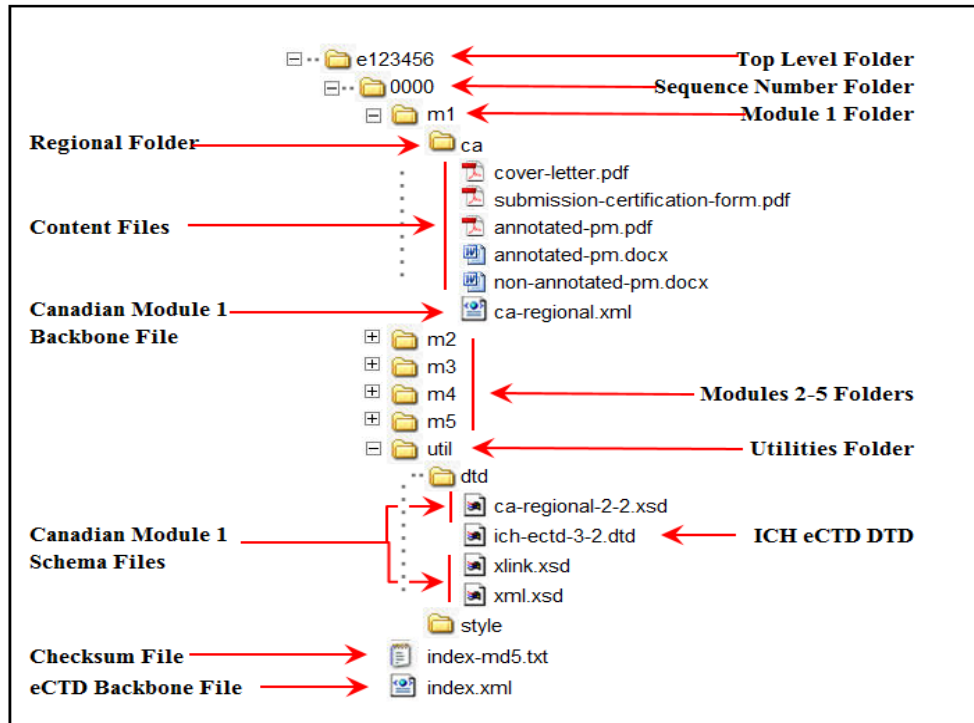 e123456 Top Level Folder
0000 Sequence Number Folder
m1 Module 1 Folder
Regional Folder ca
cover-letter.pdf
submission-certification-form.pdf
Content Files annotated-pm.pdf
annotated-pm.docx
non-annotated-pm.docx
Canadian Module 1 ca-regional.xml
Backbone File
m2
m3
m4 Modules 2-5 Folders
m5
util Utilities Folder
dtd
ca-regional-2-2.xsd
Canadian Module 1 ich-ectd-3-2.dtd ICH eCTD DTD
Schema Files
xlink.xsd
xml.xsd
style
Checksum File index-md5.txt
eCTD Backbone File index.xml